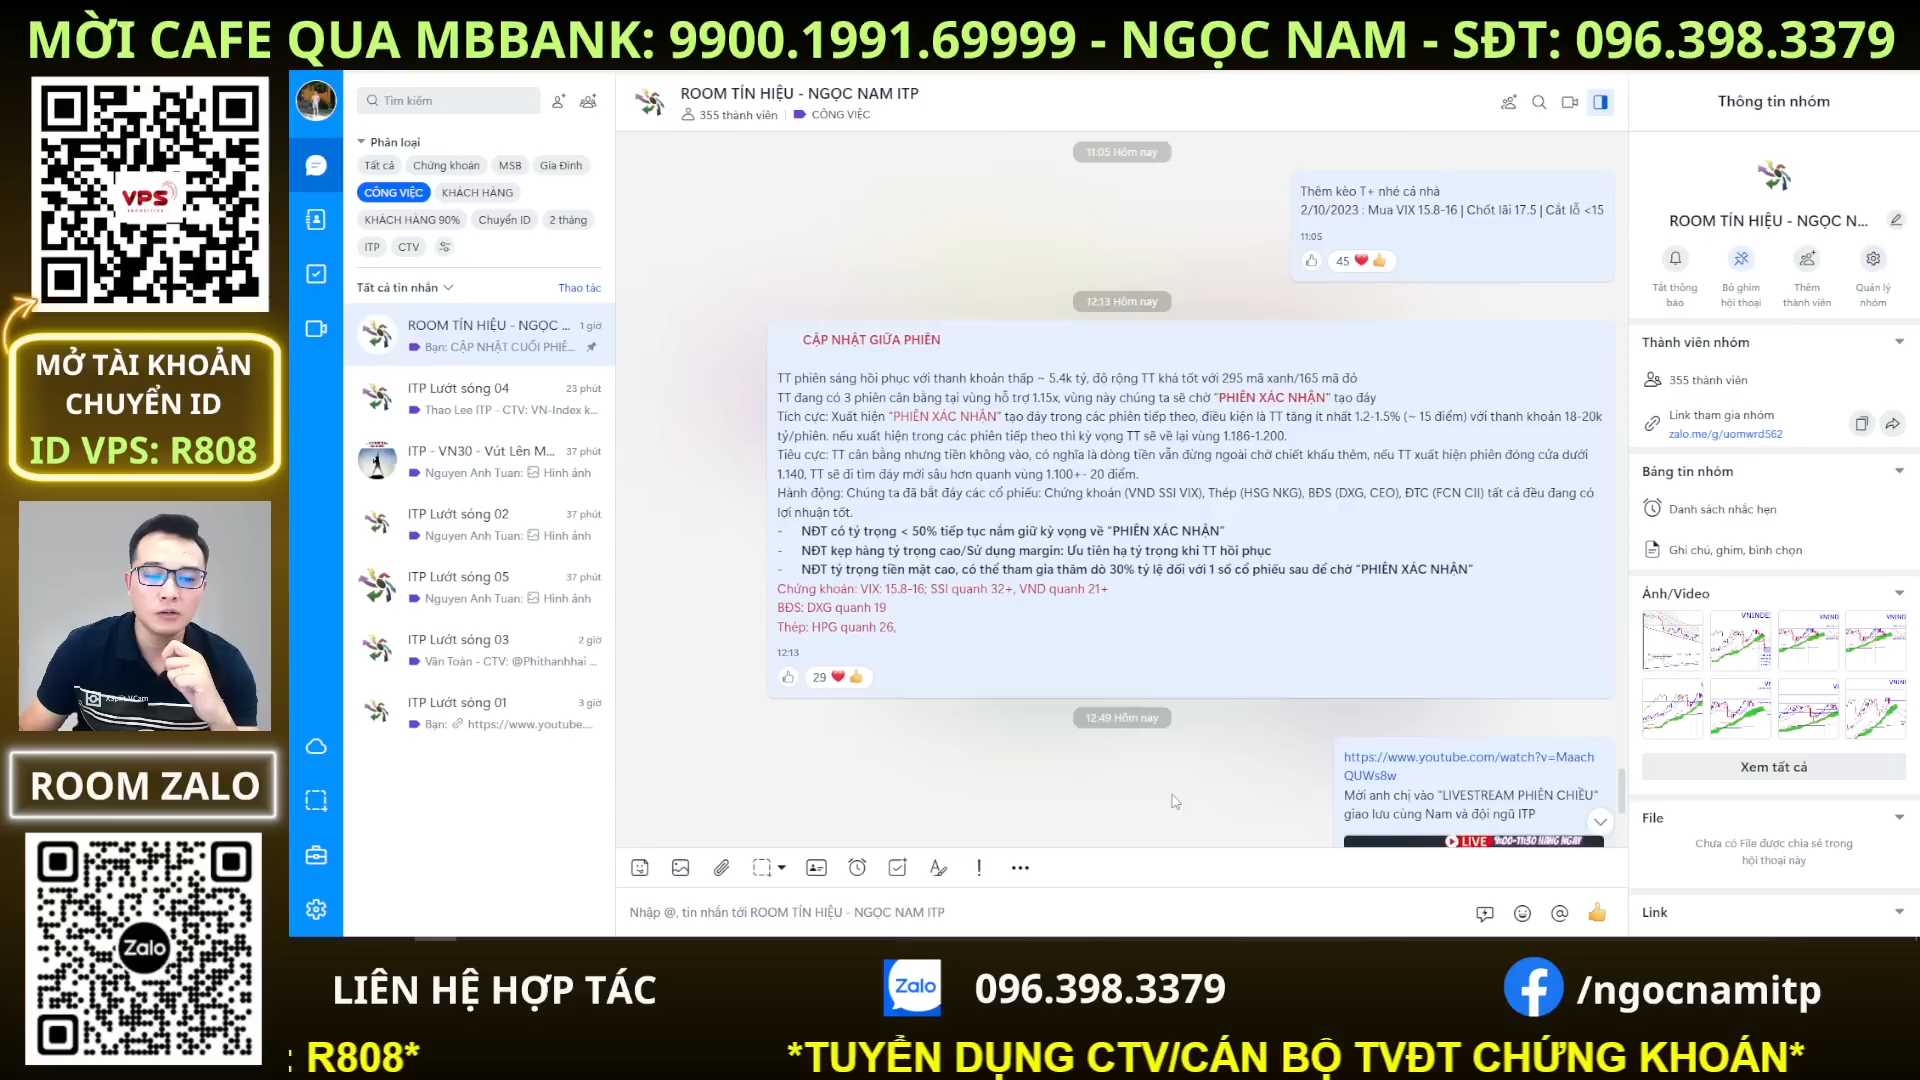 MỜI CAFE QUA MBBANK: 9900.1991.69999 - NGỌC NAM - SĐT: 096.398.3379
VPS
SECURITIES
MỞ TÀI KHOẢN
CHUYỂN ID
ID VPS: R808
XSplit VCam
ROOM ZALO
Zalo
Tìm kiếm
Phân loại
Tất cả
Chứng khoán
MSB
Gia Đình
CÔNG VIỆC
KHÁCH HÀNG
KHÁCH HÀNG 90%
Chuyển ID
2 tháng
ITP
CTV
Tất cả tin nhắn
Thao tác
ROOM TÍN HIỆU - NGỌC ...
1 giờ
Bạn: CẬP NHẬT CUỐI PHIÊ...
ITP Lướt sóng 04
23 phút
Thao Lee ITP - CTV: VN-Index k...
ITP - VN30 - Vút Lên M...
37 phút
Nguyen Anh Tuan: Hình ảnh
ITP Lướt sóng 02
37 phút
Nguyen Anh Tuan: Hình ảnh
ITP Lướt sóng 05
37 phút
Nguyen Anh Tuan: Hình ảnh
ITP Lướt sóng 03
2 giờ
Văn Toàn - CTV: @Phithanhhai ...
ITP Lướt sóng 01
3 giờ
Bạn: https://www.youtube....
ROOM TÍN HIỆU - NGỌC NAM ITP
355 thành viên
CÔNG VIỆC
11:05 Hôm nay
Thêm kèo T+ nhé cả nhà
2/10/2023 : Mua VIX 15.8-16 | Chốt lãi 17.5 | Cắt lỗ <15
11:05
45
12:13 Hôm nay
CẬP NHẬT GIỮA PHIÊN
TT phiên sáng hồi phục với thanh khoản thấp ~ 5.4k tỷ, độ rộng TT khá tốt với 295 mã xanh/165 mã đỏ
TT đang có 3 phiên cân bằng tại vùng hỗ trợ 1.15x, vùng này chúng ta sẽ chờ "PHIÊN XÁC NHẬN" tạo đáy
Tích cực: Xuất hiện "PHIÊN XÁC NHẬN" tạo đáy trong các phiên tiếp theo, điều kiện là TT tăng ít nhất 1.2-1.5% (~ 15 điểm) với thanh khoản 18-20k
tỷ/phiên. nếu xuất hiện trong các phiên tiếp theo thì kỳ vọng TT sẽ về lại vùng 1.186-1.200.
Tiêu cực: TT cân bằng nhưng tiền không vào, có nghĩa là dòng tiền vẫn đứng ngoài chờ chiết khấu thêm, nếu TT xuất hiện phiên đóng cửa dưới
1,140, TT sẽ đi tìm đáy mới sâu hơn quanh vùng 1.100+- 20 điểm.
Hành động: Chúng ta đã bắt đáy các cổ phiếu: Chứng khoán (VND SSI VIX), Thép (HSG NKG), BĐS (DXG, CEO), ĐTC (FCN CII) tất cả đều đang có
lợi nhuận tốt.
- NĐT có tỷ trọng < 50% tiếp tục nắm giữ kỳ vọng về "PHIÊN XÁC NHẬN"
- NĐT kẹp hàng tỷ trọng cao/Sử dụng margin: Ưu tiên hạ tỷ trọng khi TT hồi phục
- NĐT tỷ trọng tiền mặt cao, có thể tham gia thăm dò 30% tỷ lệ đối với 1 số cổ phiếu sau để chờ "PHIÊN XÁC NHẬN"
Chứng khoán: VIX: 15.8-16; SSI quanh 32+, VND quanh 21+
BĐS: DXG quanh 19
Thép: HPG quanh 26,
12:13
29
12:49 Hôm nay
https://www.youtube.com/watch?v=Maach
QUWs8w
Mời anh chị vào "LIVESTREAM PHIÊN CHIỀU"
giao lưu cùng Nam và đội ngũ ITP
LIVE 9:00-11:30 HÀNG NGÀY
Nhập @, tin nhắn tới ROOM TÍN HIỆU - NGỌC NAM ITP
Thông tin nhóm
ROOM TÍN HIỆU - NGỌC N...
Tắt thông
báo
Bỏ ghim
hội thoại
Thêm
thành viên
Quản lý
nhóm
Thành viên nhóm
355 thành viên
Link tham gia nhóm
zalo.me/g/uomwrd562
Bảng tin nhóm
Danh sách nhắc hẹn
Ghi chú, ghim, bình chọn
Ảnh/Video
Xem tất cả
File
Chưa có File được chia sẻ trong
hội thoại này
Link
LIÊN HỆ HỢP TÁC
Zalo
096.398.3379
/ngocnamitp
: R808*
*TUYỂN DỤNG CTV/CÁN BỘ TVĐT CHỨNG KHOÁN*